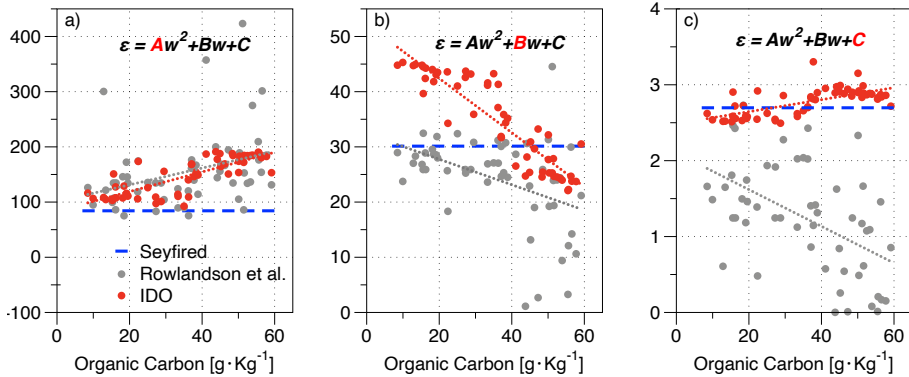 a)
ε = Aw²+Bw+C
400
300
200
100
0
-100
Seyfired
Rowlandson et al.
IDO
0 20 40 60
Organic Carbon [g·Kg⁻¹]
b)
ε = Aw²+Bw+C
50
40
30
20
10
0
0 20 40 60
Organic Carbon [g·Kg⁻¹]
c)
ε = Aw²+Bw+C
4
3
2
1
0
0 20 40 60
Organic Carbon [g·Kg⁻¹]